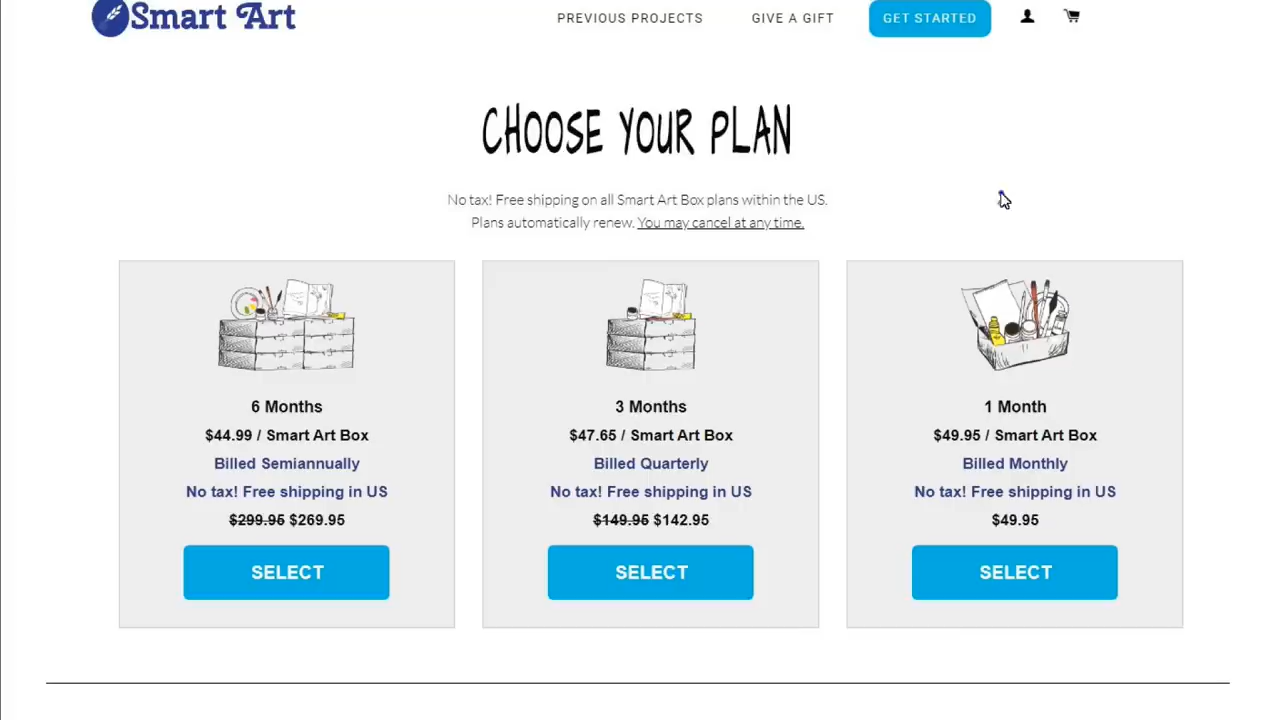 Smart Art
PREVIOUS PROJECTS
GIVE A GIFT
GET STARTED
CHOOSE YOUR PLAN
No tax! Free shipping on all Smart Art Box plans within the US.
Plans automatically renew. You may cancel at any time.
6 Months
$44.99 / Smart Art Box
Billed Semiannually
No tax! Free shipping in US
$299.95 $269.95
SELECT
3 Months
$47.65 / Smart Art Box
Billed Quarterly
No tax! Free shipping in US
$149.95 $142.95
SELECT
1 Month
$49.95 / Smart Art Box
Billed Monthly
No tax! Free shipping in US
$49.95
SELECT